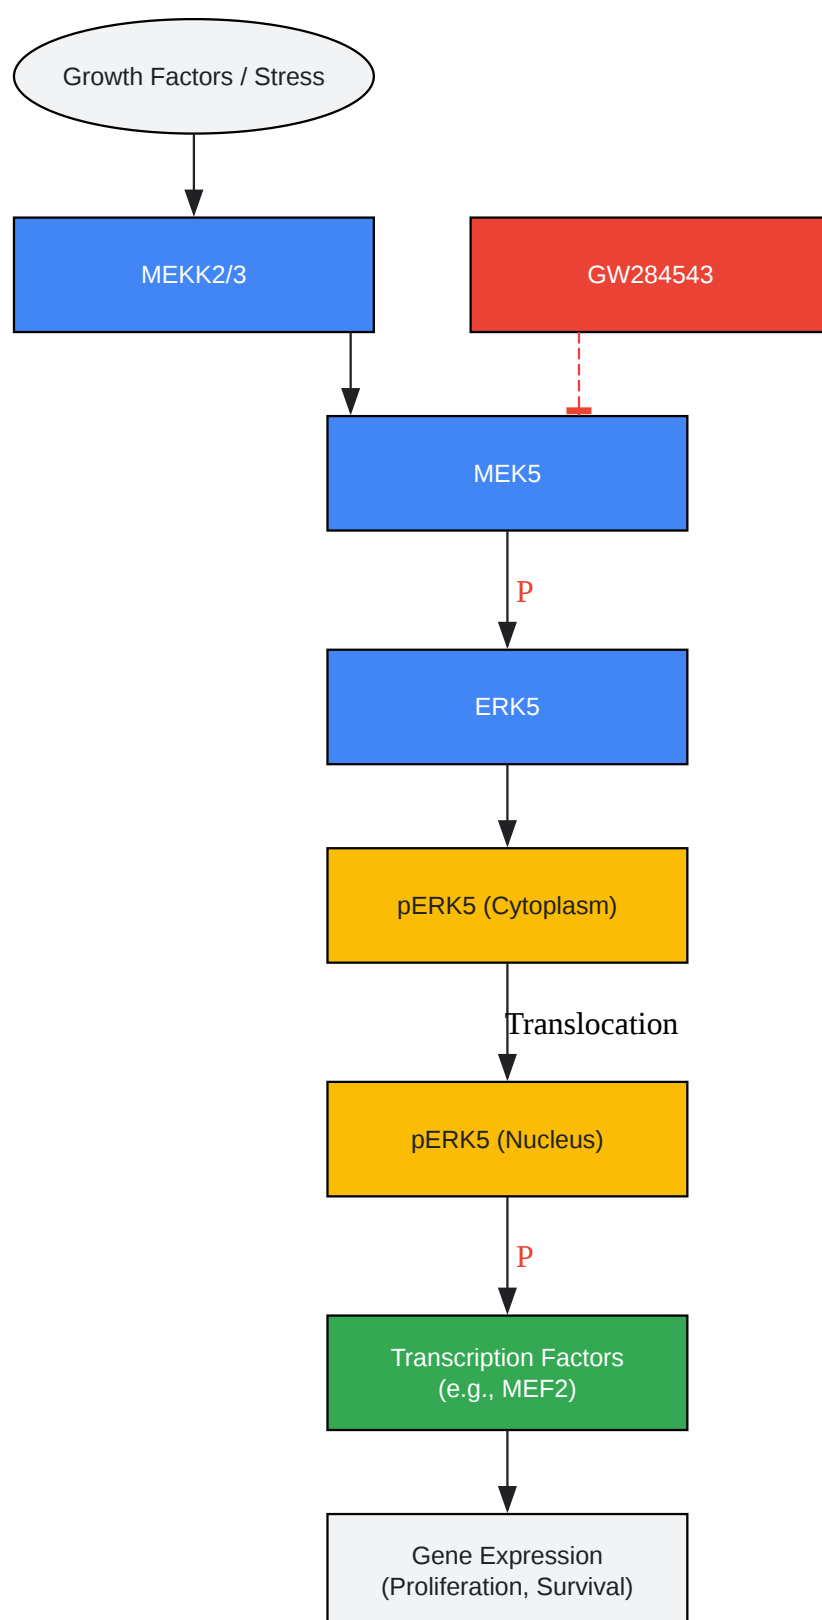 Growth Factors / Stress
MEKK2/3
GW284543
MEK5
P
ERK5
pERK5 (Cytoplasm)
Translocation
pERK5 (Nucleus)
P
Transcription Factors
(e.g., MEF2)
Gene Expression
(Proliferation, Survival)